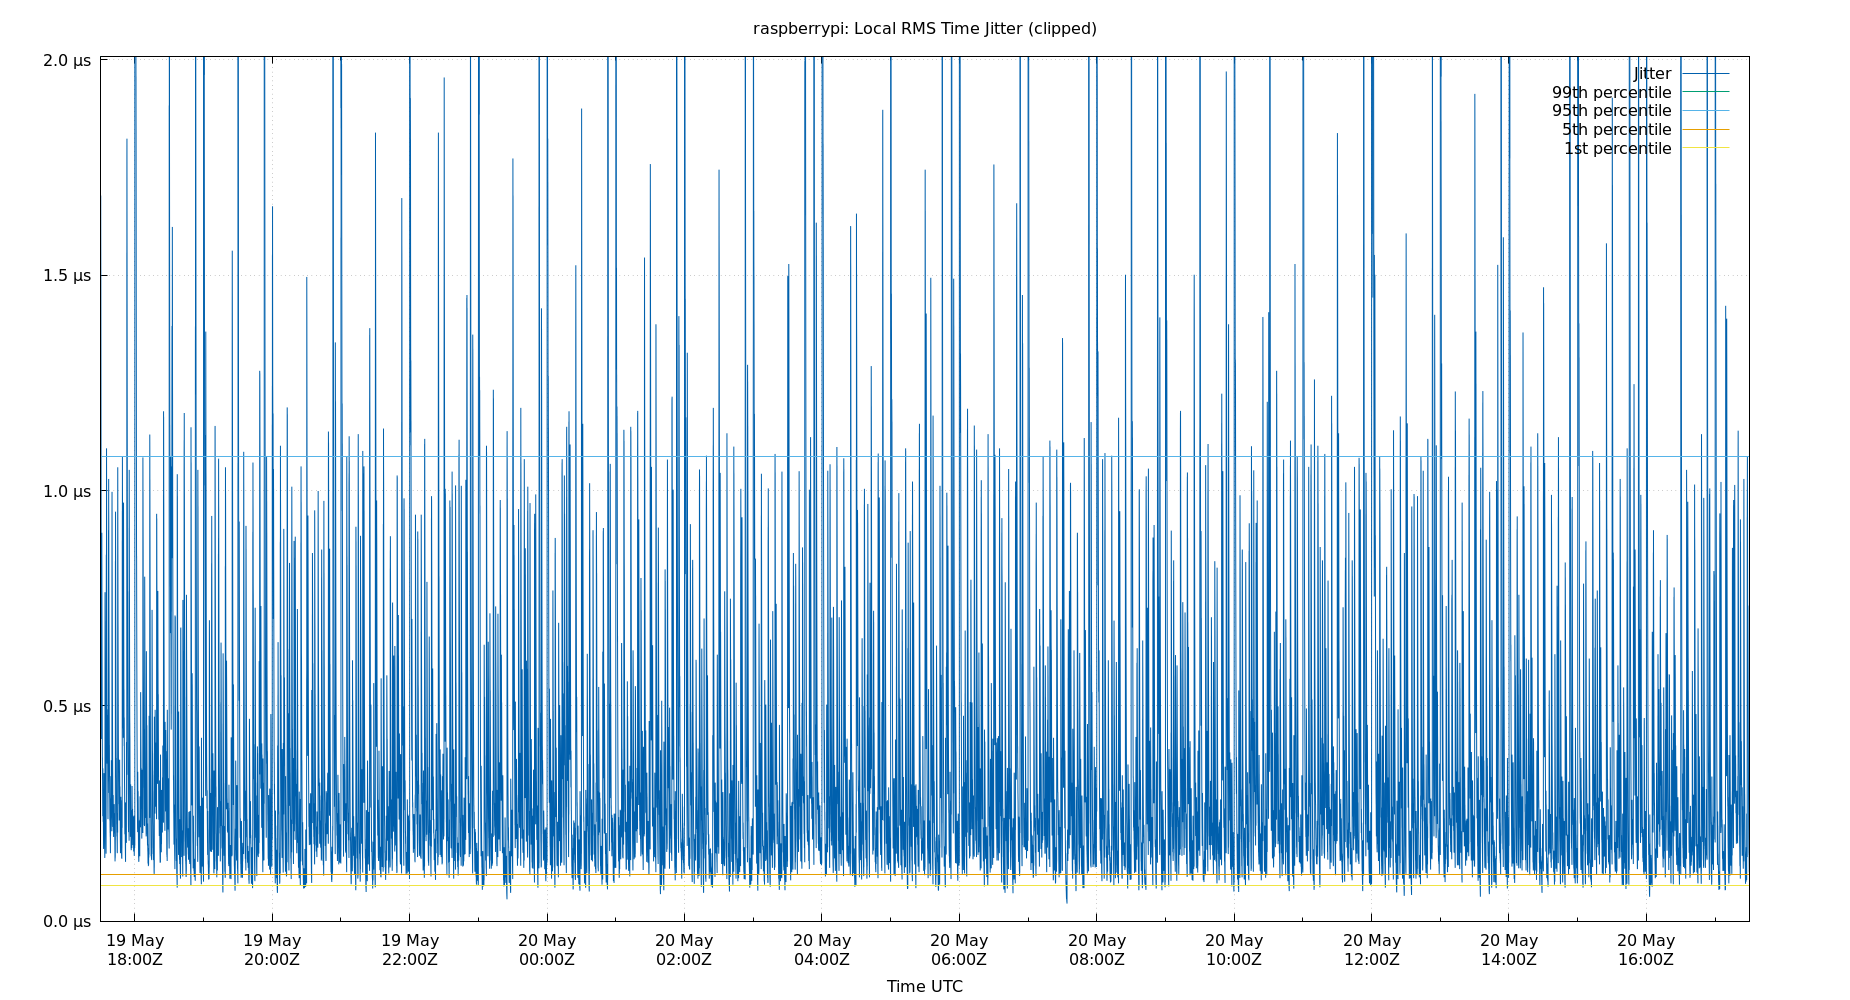 raspberrypi: Local RMS Time Jitter (clipped)
2.0 µs
1.5 µs
1.0 µs
0.5 µs
0.0 µs
Jitter
99th percentile
95th percentile
5th percentile
1st percentile
19 May 19 May 19 May 20 May 20 May 20 May 20 May 20 May 20 May 20 May 20 May 20 May
18:00Z 20:00Z 22:00Z 00:00Z 02:00Z 04:00Z 06:00Z 08:00Z 10:00Z 12:00Z 14:00Z 16:00Z
Time UTC